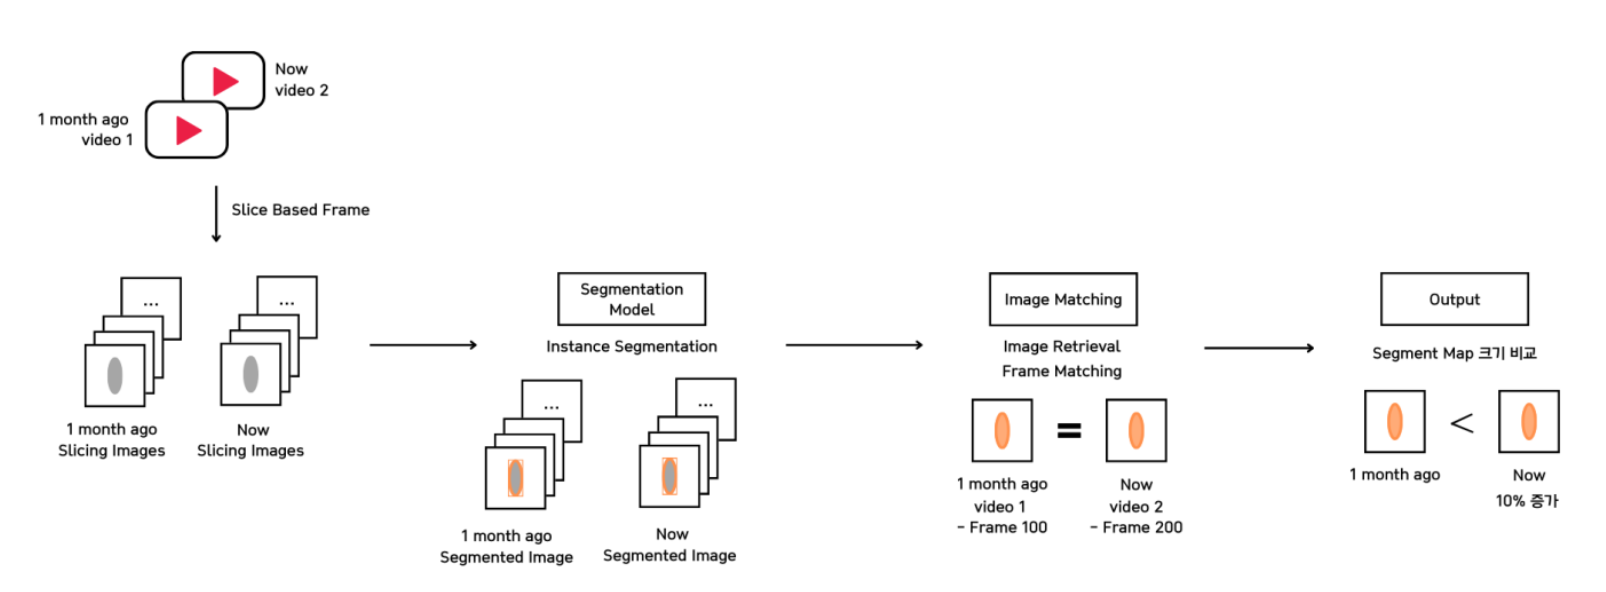 Now
video 2
1 month ago
video 1
Slice Based Frame
...
...
1 month ago
Slicing Images
Now
Slicing Images
Segmentation
Model
Instance Segmentation
...
...
1 month ago
Segmented Image
Now
Segmented Image
Image Matching
Image Retrieval
Frame Matching
=
1 month ago
video 1
- Frame 100
Now
video 2
- Frame 200
Output
Segment Map 크기 비교
<
1 month ago
Now
10% 증가